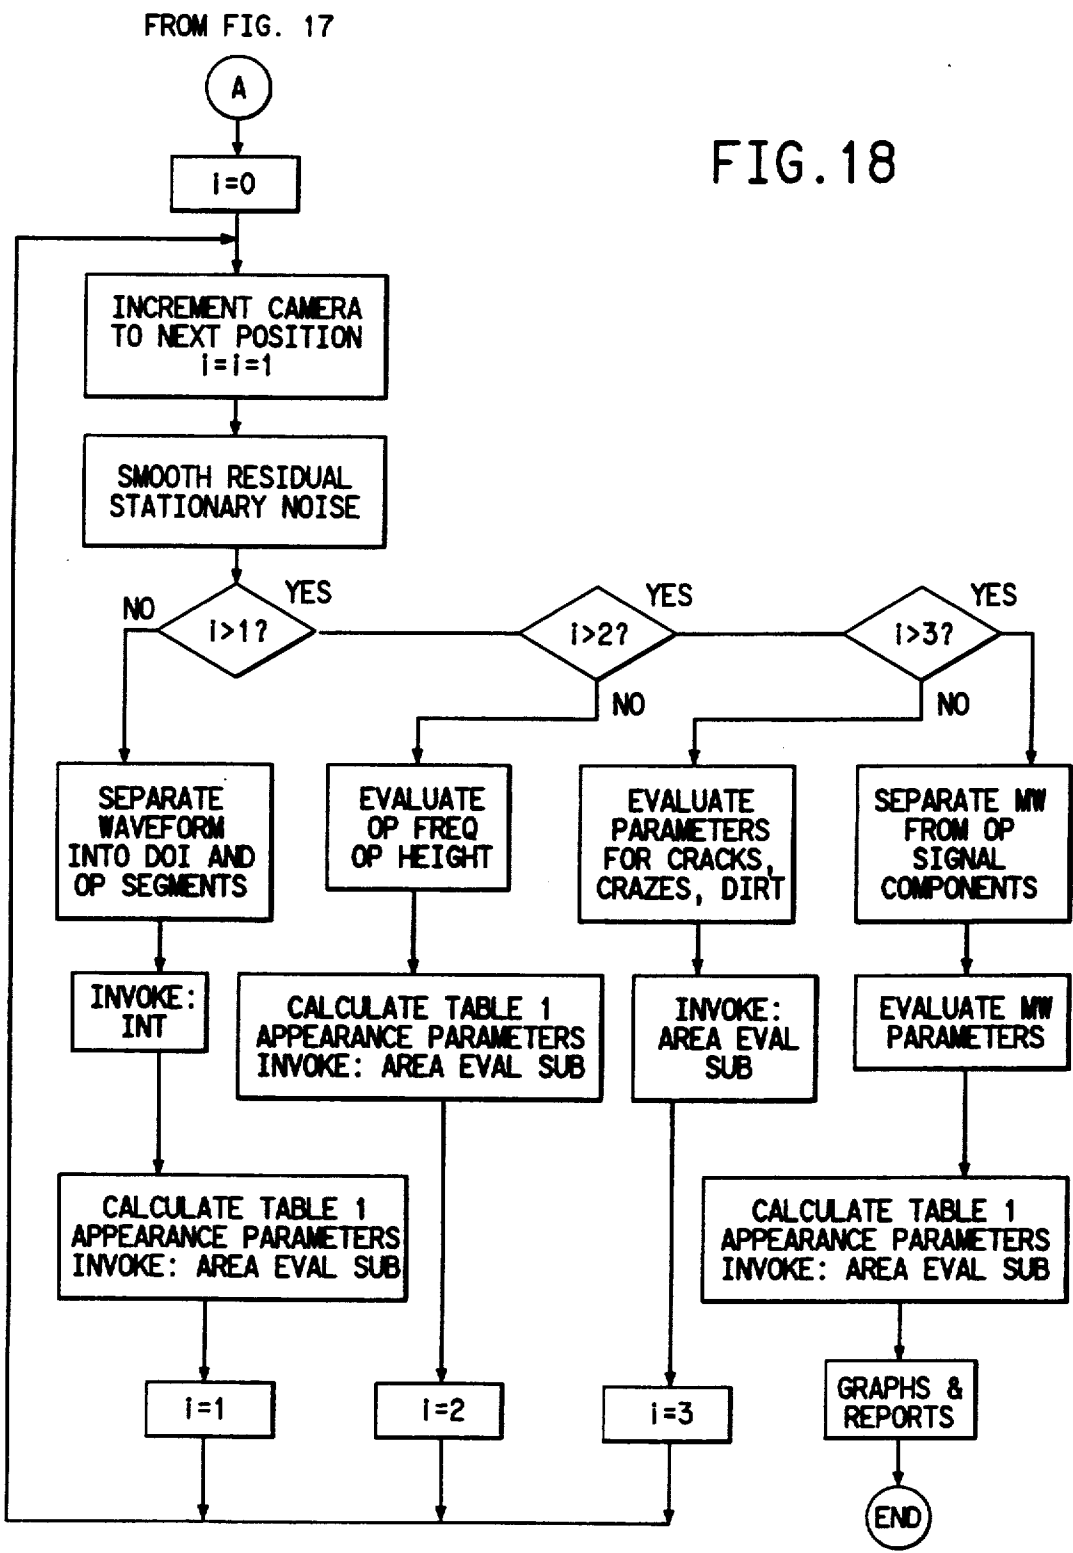 FROM FIG. 17
A
FIG.18
i=0
INCREMENT CAMERA
TO NEXT POSITION
i=i=1
SMOOTH RESIDUAL
STATIONARY NOISE
NO
i>1?
YES
i>2?
YES
NO
i>3?
YES
NO
SEPARATE
WAVEFORM
INTO DOI AND
OP SEGMENTS
EVALUATE
OP FREQ
OP HEIGHT
EVALUATE
PARAMETERS
FOR CRACKS,
CRAZES, DIRT
SEPARATE MW
FROM OP
SIGNAL
COMPONENTS
INVOKE:
INT
CALCULATE TABLE 1
APPEARANCE PARAMETERS
INVOKE: AREA EVAL SUB
INVOKE:
AREA EVAL
SUB
EVALUATE MW
PARAMETERS
CALCULATE TABLE 1
APPEARANCE PARAMETERS
INVOKE: AREA EVAL SUB
CALCULATE TABLE 1
APPEARANCE PARAMETERS
INVOKE: AREA EVAL SUB
i=1
i=2
i=3
GRAPHS &
REPORTS
END